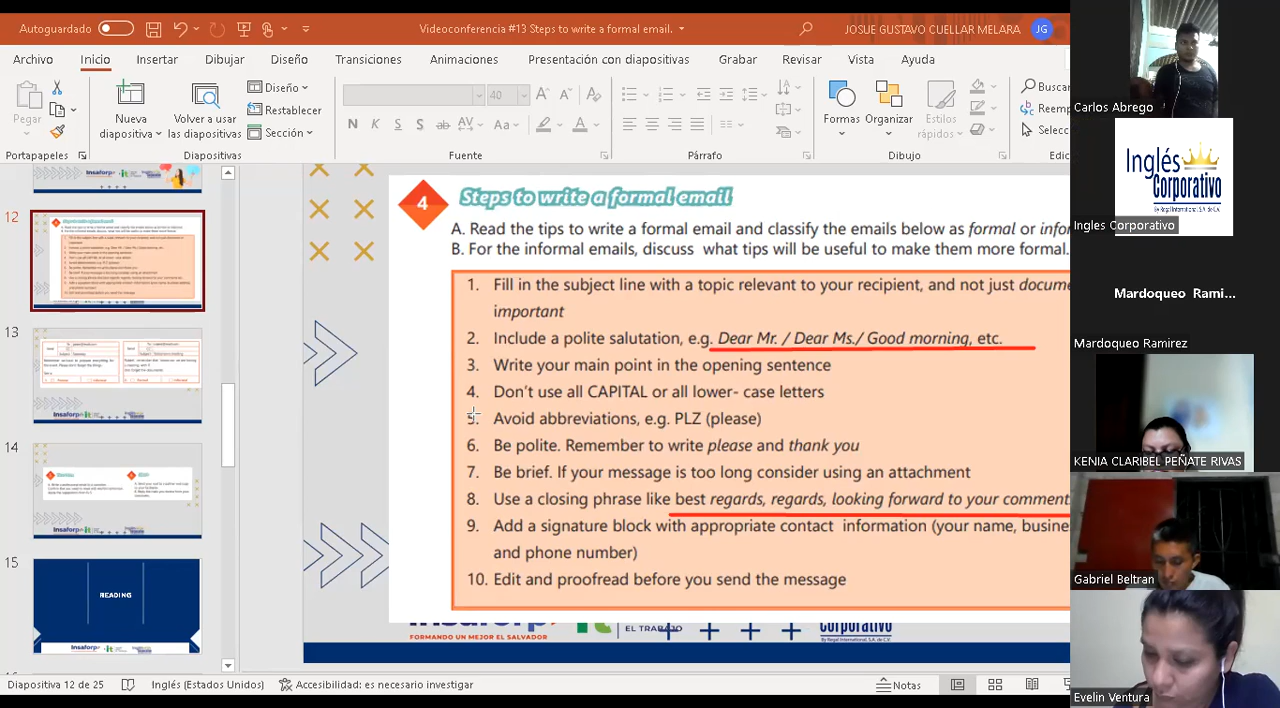 Autoguardado
Videoconferencia #13 Steps to write a formal email.
JOSUE GUSTAVO CUELLAR MELARA
JG
Archivo Inicio Insertar Dibujar Diseño Transiciones Animaciones Presentación con diapositivas Grabar Revisar Vista Ayuda
Pegar
Nueva diapositiva
Volver a usar las diapositivas
Diseño
Restablecer
Sección
40
Formas
Organizar
Estilos rápidos
Portapapeles
Diapositivas
Fuente
Párrafo
Dibujo
12
13
14
15
READING
4
Steps to write a formal email
A. Read the tips to write a formal email and classify the emails below as formal or
B. For the informal emails, discuss what tips will be useful to make them more formal.
1. Fill in the subject line with a topic relevant to your recipient, and not just
important
2. Include a polite salutation, e.g. Dear Mr. / Dear Ms./ Good morning, etc.
3. Write your main point in the opening sentence
4. Don't use all CAPITAL or all lower- case letters
5. Avoid abbreviations, e.g. PLZ (please)
6. Be polite. Remember to write please and thank you
7. Be brief. If your message is too long consider using an attachment
8. Use a closing phrase like best regards, regards, looking forward to your
9. Add a signature block with appropriate contact information (your name,
and phone number)
10. Edit and proofread before you send the message
FORMANDO UN MEJOR EL SALVADOR
EL TRABAJO
Corporativo
Diapositiva 12 de 25
Inglés (Estados Unidos)
Accesibilidad: es necesario investigar
Notas
Carlos Abrego
Inglés
Corporativo
By Regal International, S.A. de C.V.
Ingles Corporativo
Mardoqueo Rami...
Mardoqueo Ramirez
KENIA CLARIBEL PEÑATE RIVAS
Gabriel Beltran
Evelin Ventura